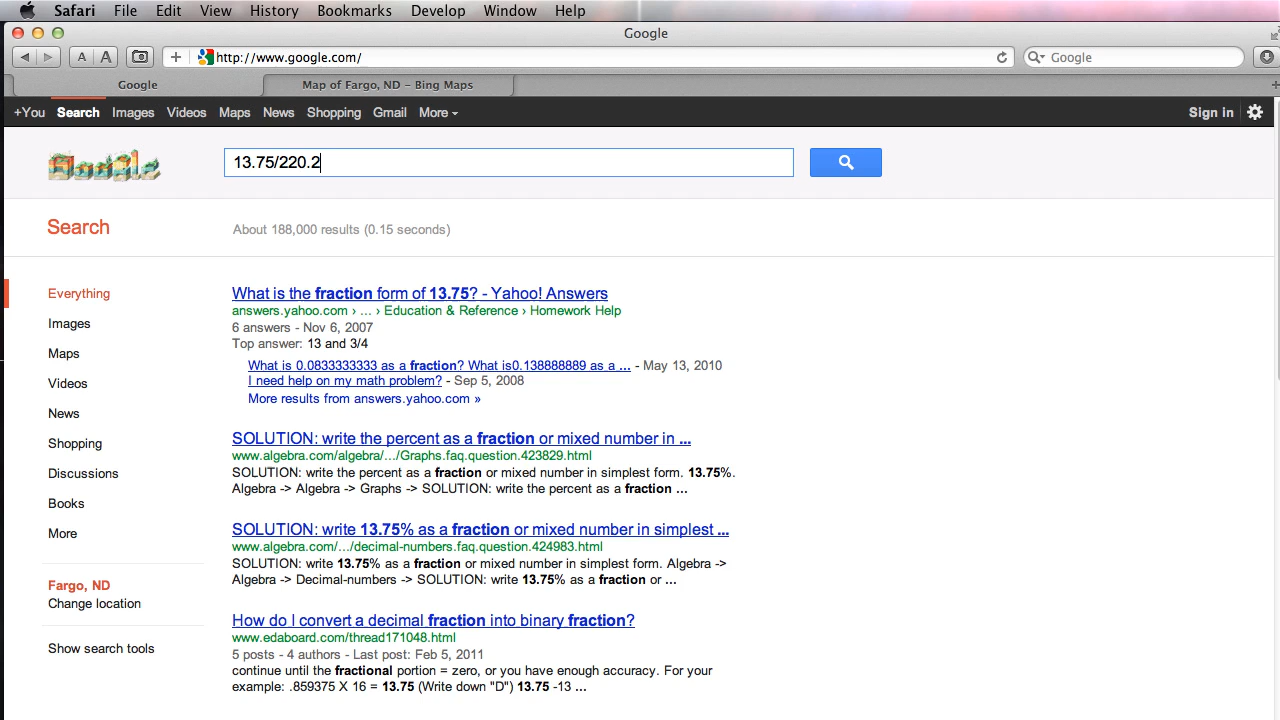 Safari File Edit View History Bookmarks Develop Window Help
Google
A A + http://www.google.com/ Google
Google Map of Fargo, ND - Bing Maps
+You Search Images Videos Maps News Shopping Gmail More Sign in
Google 13.75/220.2
Search About 188,000 results (0.15 seconds)
Everything
Images
Maps
Videos
News
Shopping
Discussions
Books
More
Fargo, ND
Change location
Show search tools
What is the fraction form of 13.75? - Yahoo! Answers
answers.yahoo.com › ... › Education & Reference › Homework Help
6 answers - Nov 6, 2007
Top answer: 13 and 3/4
What is 0.0833333333 as a fraction? What is0.138888889 as a ... - May 13, 2010
I need help on my math problem? - Sep 5, 2008
More results from answers.yahoo.com »
SOLUTION: write the percent as a fraction or mixed number in ...
www.algebra.com/algebra/.../Graphs.faq.question.423829.html
SOLUTION: write the percent as a fraction or mixed number in simplest form. 13.75%.
Algebra -> Algebra -> Graphs -> SOLUTION: write the percent as a fraction ...
SOLUTION: write 13.75% as a fraction or mixed number in simplest ...
www.algebra.com/.../decimal-numbers.faq.question.424983.html
SOLUTION: write 13.75% as a fraction or mixed number in simplest form. Algebra ->
Algebra -> Decimal-numbers -> SOLUTION: write 13.75% as a fraction or ...
How do I convert a decimal fraction into binary fraction?
www.edaboard.com/thread171048.html
5 posts - 4 authors - Last post: Feb 5, 2011
continue until the fractional portion = zero, or you have enough accuracy. For your
example: .859375 X 16 = 13.75 (Write down "D") 13.75 -13 ...